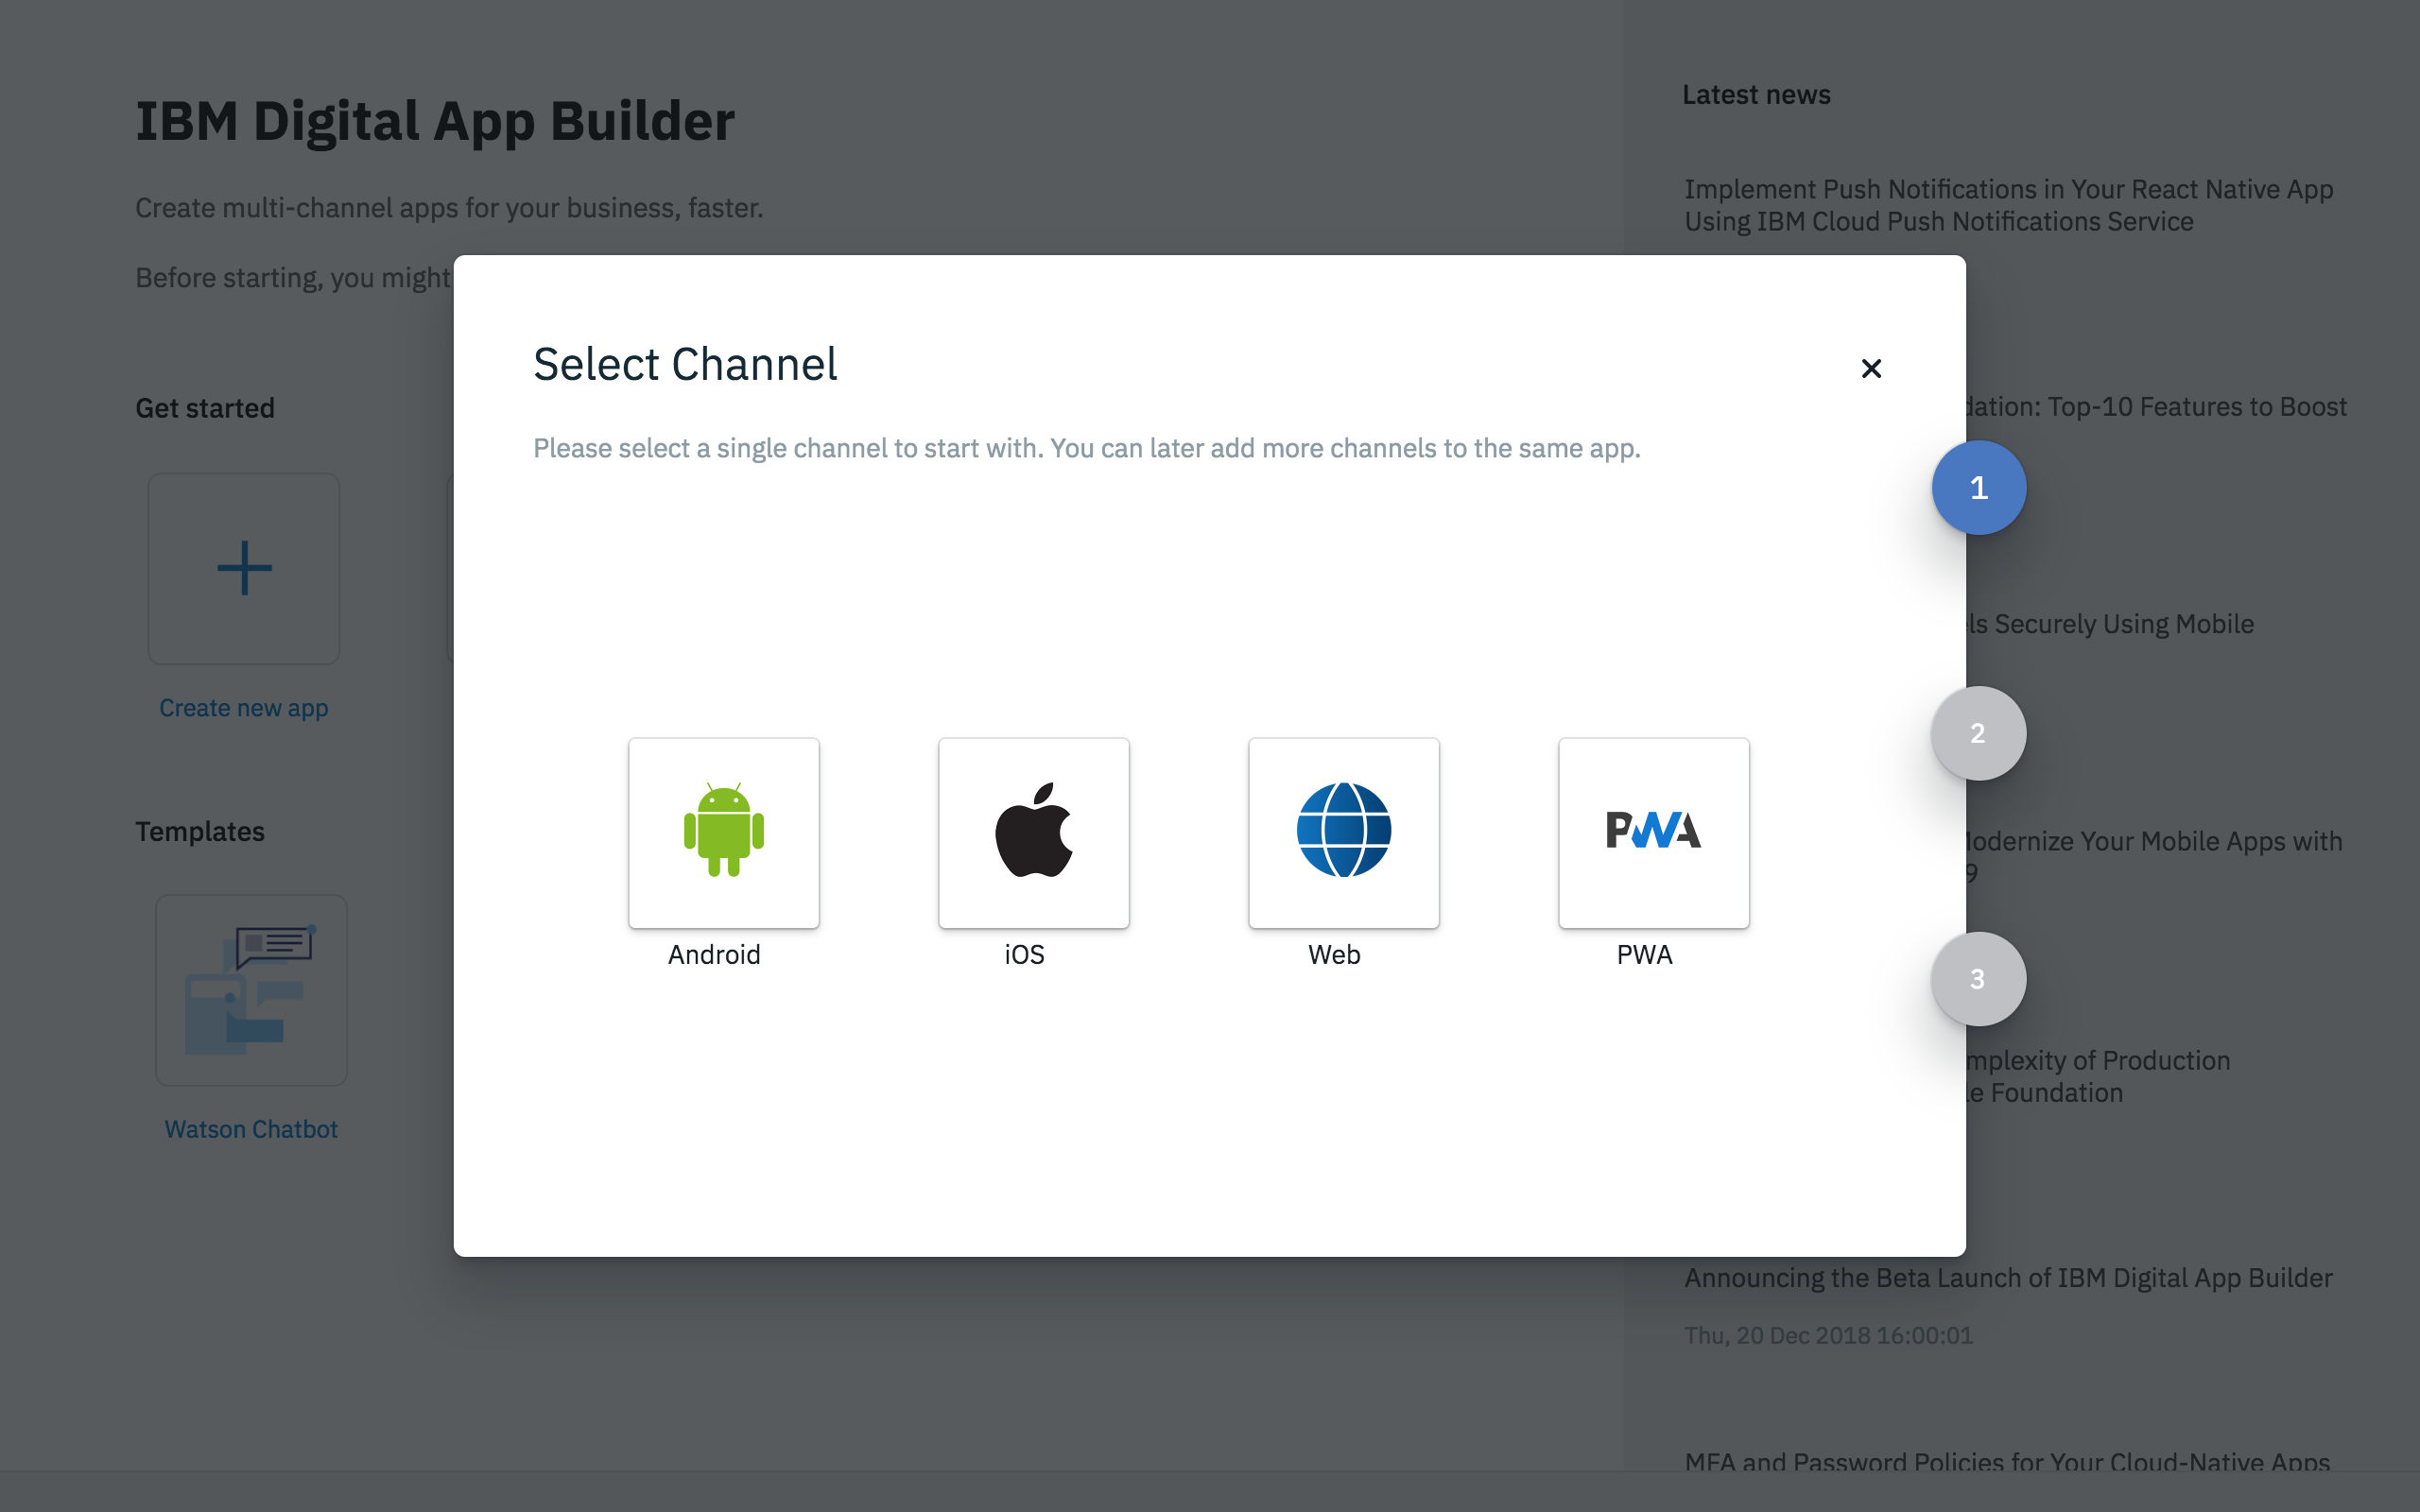 IBM Digital App Builder
Create multi-channel apps for your business, faster.
Before starting, you might
Get started
Create new app
Templates
Watson Chatbot
Select Channel
Please select a single channel to start with. You can later add more channels to the same app.
PWA
Android
iOS
Web
PWA
1
2
3
Latest news
Implement Push Notifications in Your React Native App
Using IBM Cloud Push Notifications Service
dation: Top-10 Features to Boost
ls Securely Using Mobile
Modernize Your Mobile Apps with
9
mplexity of Production
le Foundation
Announcing the Beta Launch of IBM Digital App Builder
Thu, 20 Dec 2018 16:00:01
MFA and Password Policies for Your Cloud-Native Apps